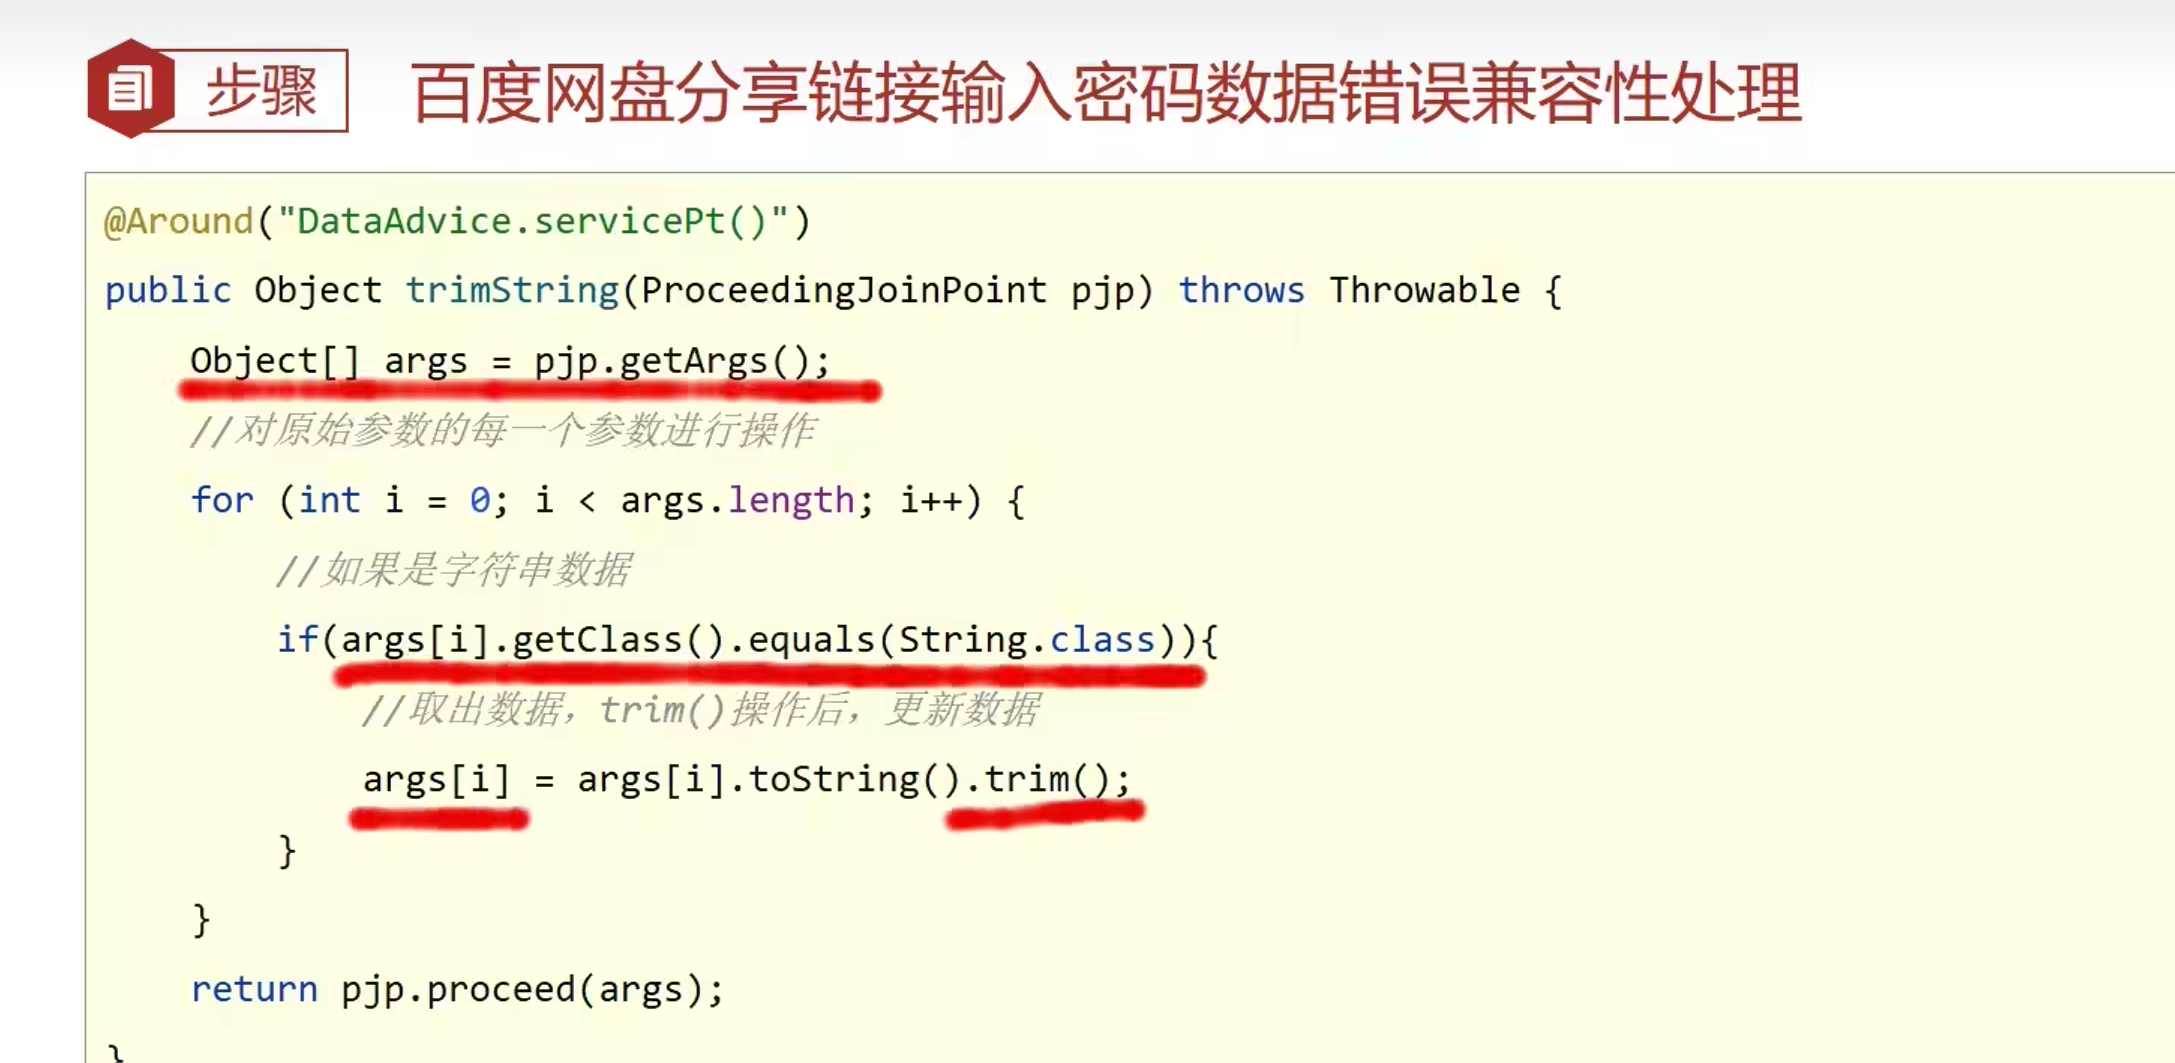 步骤
百度网盘分享链接输入密码数据错误兼容性处理
@Around("DataAdvice.servicePt()")
public Object trimString(ProceedingJoinPoint pjp) throws Throwable {
Object[] args = pjp.getArgs();
//对原始参数的每一个参数进行操作
for (int i = 0; i < args.length; i++) {
//如果是字符串数据
if(args[i].getClass().equals(String.class)){
//取出数据，trim()操作后，更新数据
args[i] = args[i].toString().trim();
}
}
return pjp.proceed(args);
}